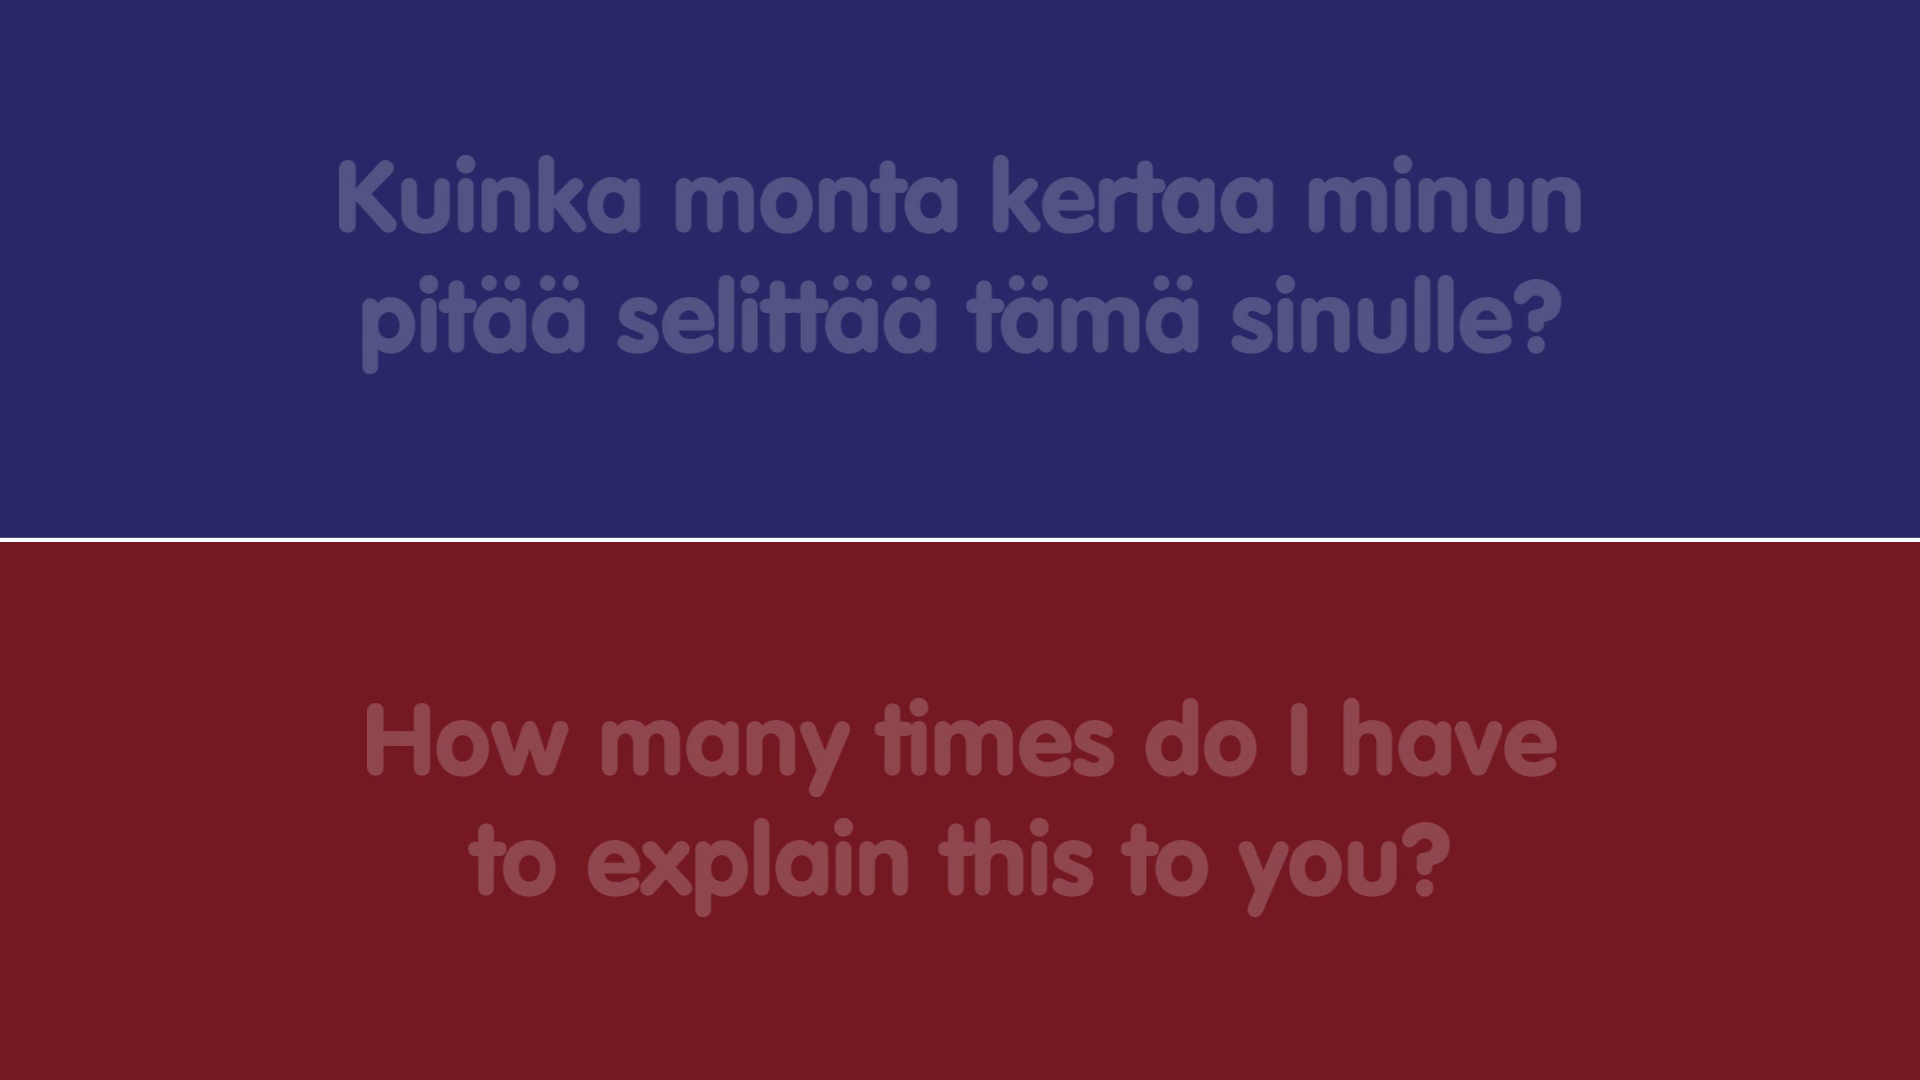 Kuinka monta kertaa minun
pitää selittää tämä sinulle?
How many times do I have
to explain this to you?